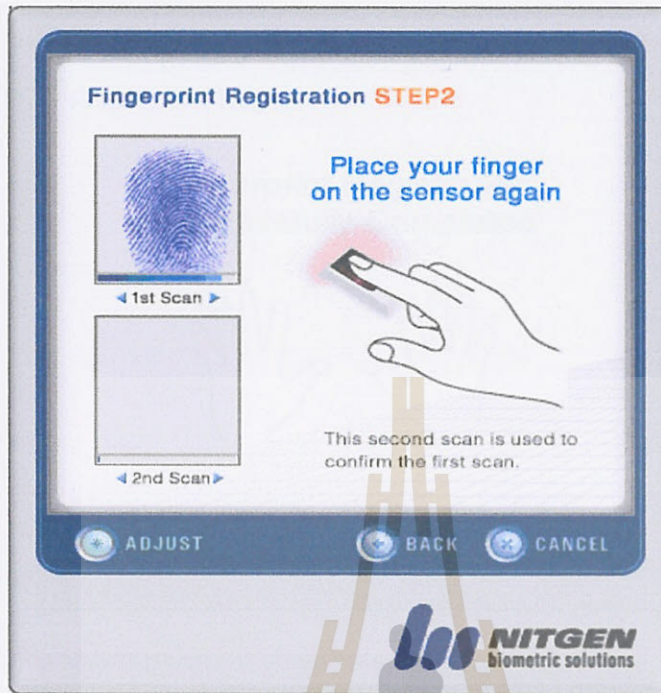 Fingerprint Registration STEP2
Place your finger
on the sensor again
1st Scan
2nd Scan
This second scan is used to
confirm the first scan.
ADJUST
BACK
CANCEL
NITGEN
biometric solutions